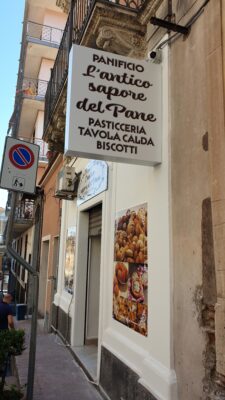 PANIFICIO
L'antico
sapore
del Pane
PASTICCERIA
TAVOLA CALDA
BISCOTTI